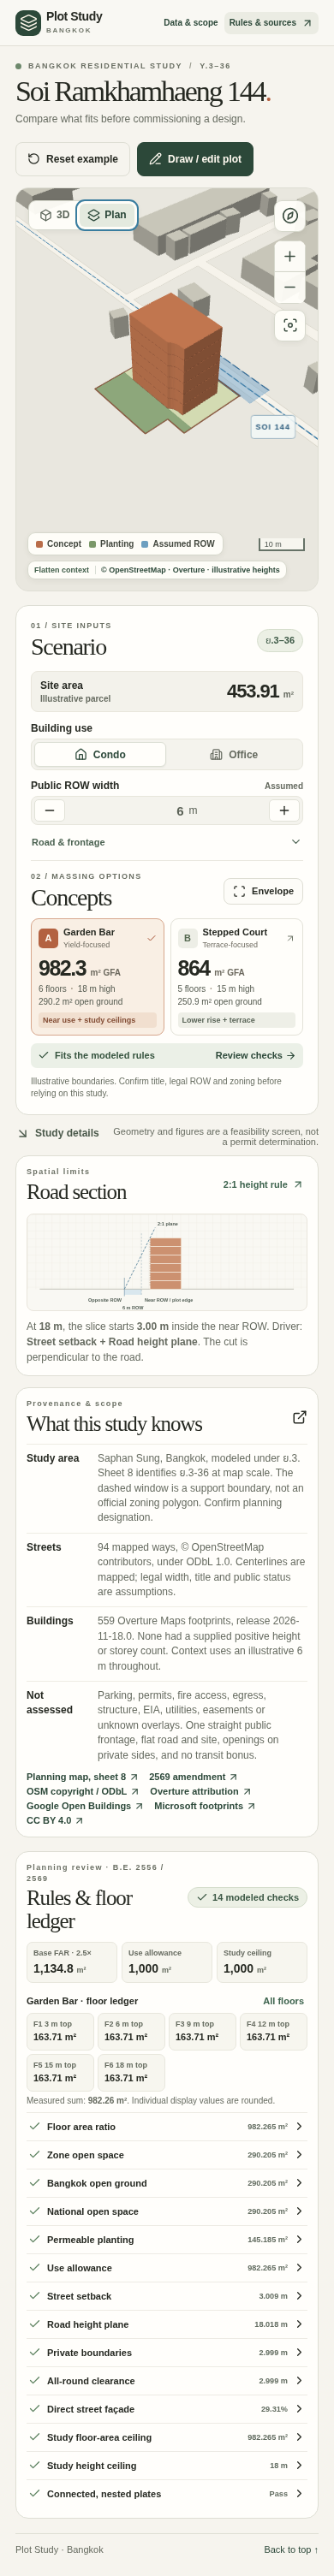 Plot Study
BANGKOK
Data & scope
Rules & sources
BANGKOK RESIDENTIAL STUDY / Y.3–36
Soi Ramkhamhaeng 144.
Compare what fits before commissioning a design.
Reset example
Draw / edit plot
3D
Plan
SOI 144
Concept
Planting
Assumed ROW
10 m
Flatten context
© OpenStreetMap · Overture · illustrative heights
01 / SITE INPUTS
Scenario
ย.3–36
Site area
Illustrative parcel
453.91 m²
Building use
Condo
Office
Public ROW width
Assumed
6 m
Road & frontage
02 / MASSING OPTIONS
Concepts
Envelope
A
Garden Bar
Yield-focused
982.3 m² GFA
6 floors · 18 m high
290.2 m² open ground
Near use + study ceilings
B
Stepped Court
Terrace-focused
864 m² GFA
5 floors · 15 m high
250.9 m² open ground
Lower rise + terrace
Fits the modeled rules
Review checks →
Illustrative boundaries. Confirm title, legal ROW and zoning before
relying on this study.
Study details
Geometry and figures are a feasibility screen, not
a permit determination.
Spatial limits
Road section
2:1 height rule
2:1 plane
Opposite ROW
Near ROW / plot edge
6 m ROW
At 18 m, the slice starts 3.00 m inside the near ROW. Driver:
Street setback + Road height plane. The cut is
perpendicular to the road.
Provenance & scope
What this study knows
Study area
Saphan Sung, Bangkok, modeled under ย.3.
Sheet 8 identifies ย.3-36 at map scale. The
dashed window is a support boundary, not an
official zoning polygon. Confirm planning
designation.
Streets
94 mapped ways, © OpenStreetMap
contributors, under ODbL 1.0. Centerlines are
mapped; legal width, title and public status
are assumptions.
Buildings
559 Overture Maps footprints, release 2026-
11-18.0. None had a supplied positive height
or storey count. Context uses an illustrative 6
m throughout.
Not
assessed
Parking, permits, fire access, egress,
structure, EIA, utilities, easements or
unknown overlays. One straight public
frontage, flat road and site, openings on
private sides, and no transit bonus.
Planning map, sheet 8
2569 amendment
OSM copyright / ODbL
Overture attribution
Google Open Buildings
Microsoft footprints
CC BY 4.0
Planning review · B.E. 2556 /
2569
Rules & floor
ledger
14 modeled checks
Base FAR · 2.5×
1,134.8 m²
Use allowance
1,000 m²
Study ceiling
1,000 m²
Garden Bar · floor ledger
All floors
F1 3 m top
163.71 m²
F2 6 m top
163.71 m²
F3 9 m top
163.71 m²
F4 12 m top
163.71 m²
F5 15 m top
163.71 m²
F6 18 m top
163.71 m²
Measured sum: 982.26 m². Individual display values are rounded.
Floor area ratio
982.265 m²
Zone open space
290.205 m²
Bangkok open ground
290.205 m²
National open space
290.205 m²
Permeable planting
145.185 m²
Use allowance
982.265 m²
Street setback
3.009 m
Road height plane
18.018 m
Private boundaries
2.999 m
All-round clearance
2.999 m
Direct street façade
29.31%
Study floor-area ceiling
982.265 m²
Study height ceiling
18 m
Connected, nested plates
Pass
Plot Study · Bangkok
Back to top ↑